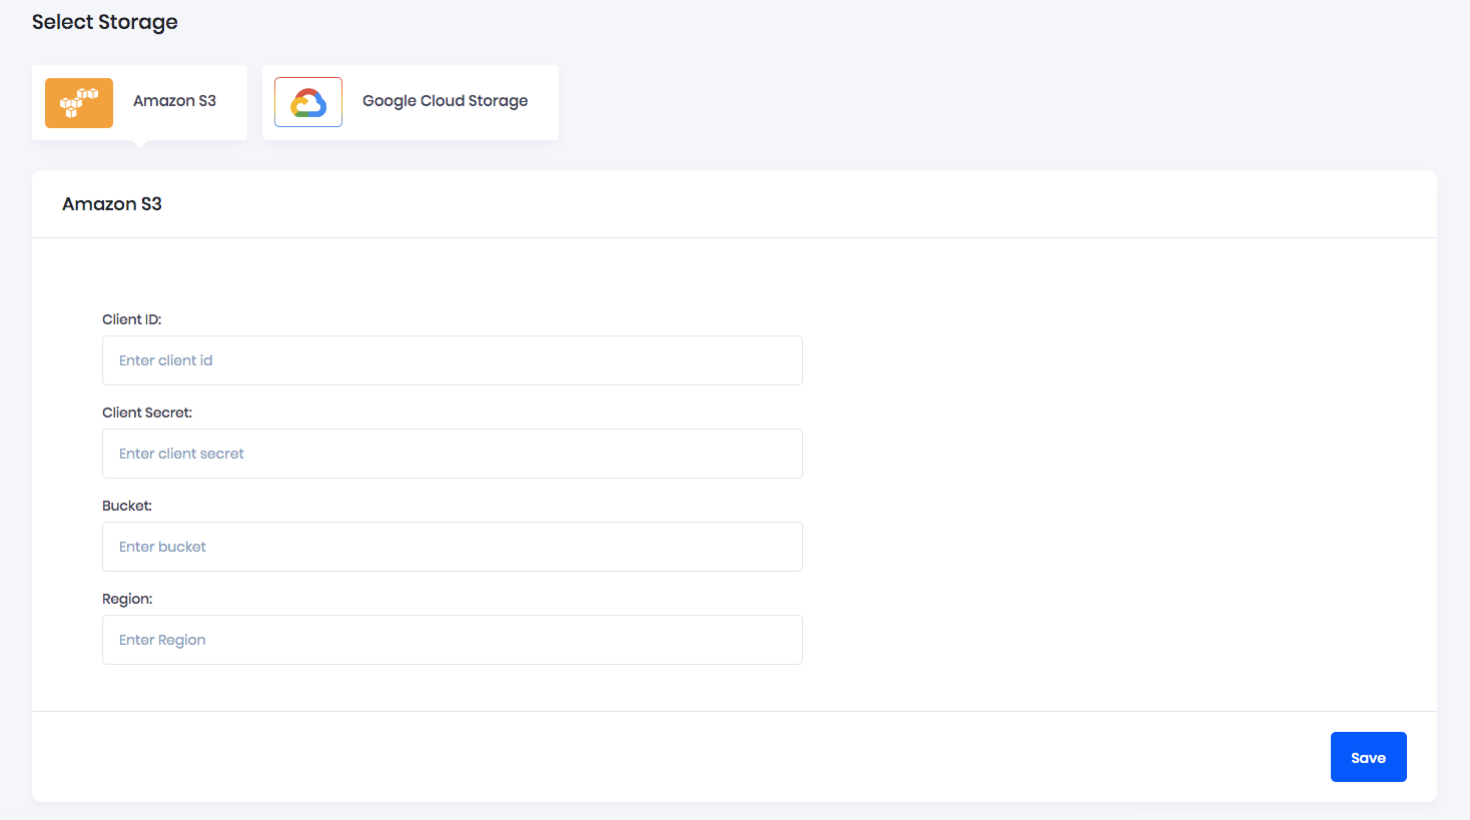 Select Storage
Amazon S3
Google Cloud Storage
Amazon S3
Client ID:
Enter client id
Client Secret:
Enter client secret
Bucket:
Enter bucket
Region:
Enter Region
Save